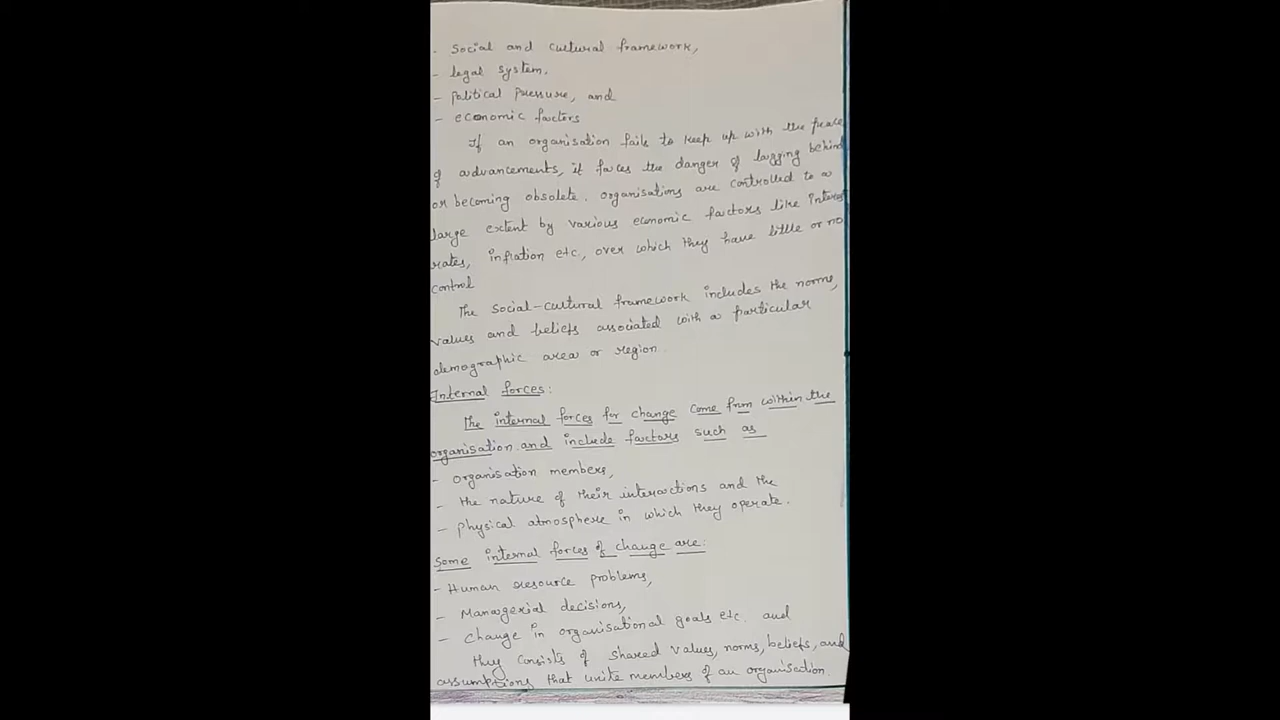 - Social and cultural framework,
- legal system,
- political pressure, and
- economic factors
If an organisation fails to keep up with the peace
of advancements, it faces the danger of lagging behind
or becoming obsolete. organisations are controlled to a
large extent by various economic factors like interest
rates, inflation etc., over which they have little or no
control
The social-cultural framework includes the norms,
values and beliefs associated with a particular
demographic area or region.
Internal forces:
The internal forces for change come from within the
organisation and include factors such as
- organisation members,
- the nature of their interactions and the
- physical atmosphere in which they operate.
Some internal forces of change are:
- Human resource problems,
- Managerial decisions,
- change in organisational goals etc. and
They consists of shared values, norms, beliefs, and
assumptions that unite members of an organisation.